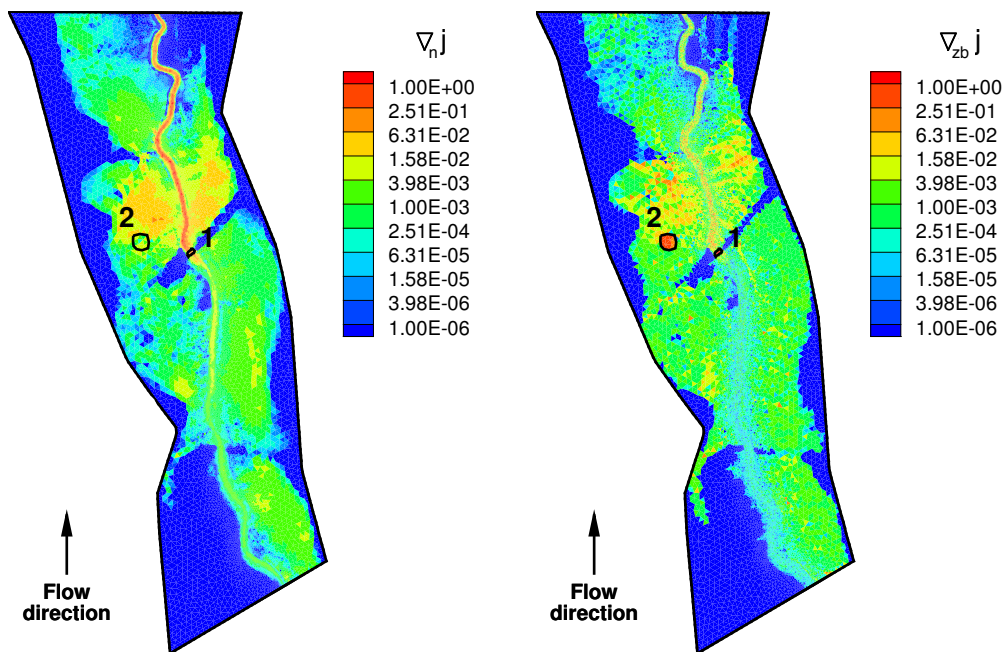 ∇n j
1.00E+00
2.51E-01
6.31E-02
1.58E-02
3.98E-03
1.00E-03
2.51E-04
6.31E-05
1.58E-05
3.98E-06
1.00E-06
2
1
Flow
direction
∇zb j
1.00E+00
2.51E-01
6.31E-02
1.58E-02
3.98E-03
1.00E-03
2.51E-04
6.31E-05
1.58E-05
3.98E-06
1.00E-06
2
1
Flow
direction